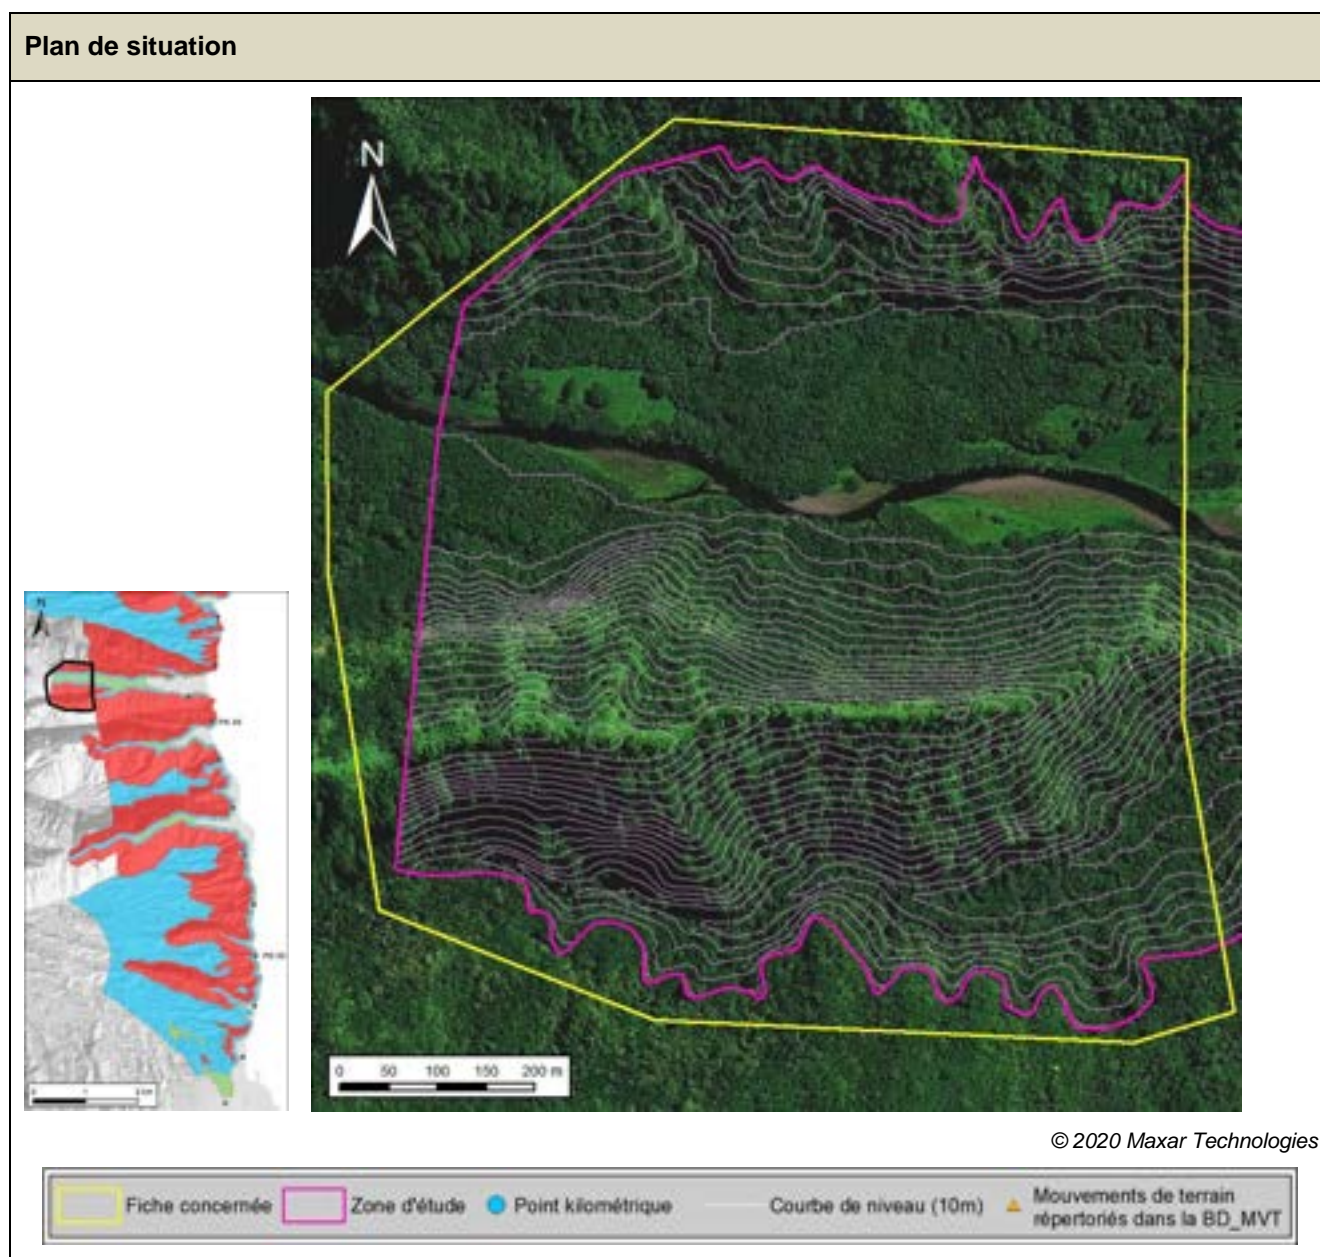 Plan de situation
N
N
0 50 100 150 200 m
© 2020 Maxar Technologies
Fiche concernée
Zone d'étude
Point kilométrique
Courbe de niveau (10m)
Mouvements de terrain
répertoriés dans la BD_MVT